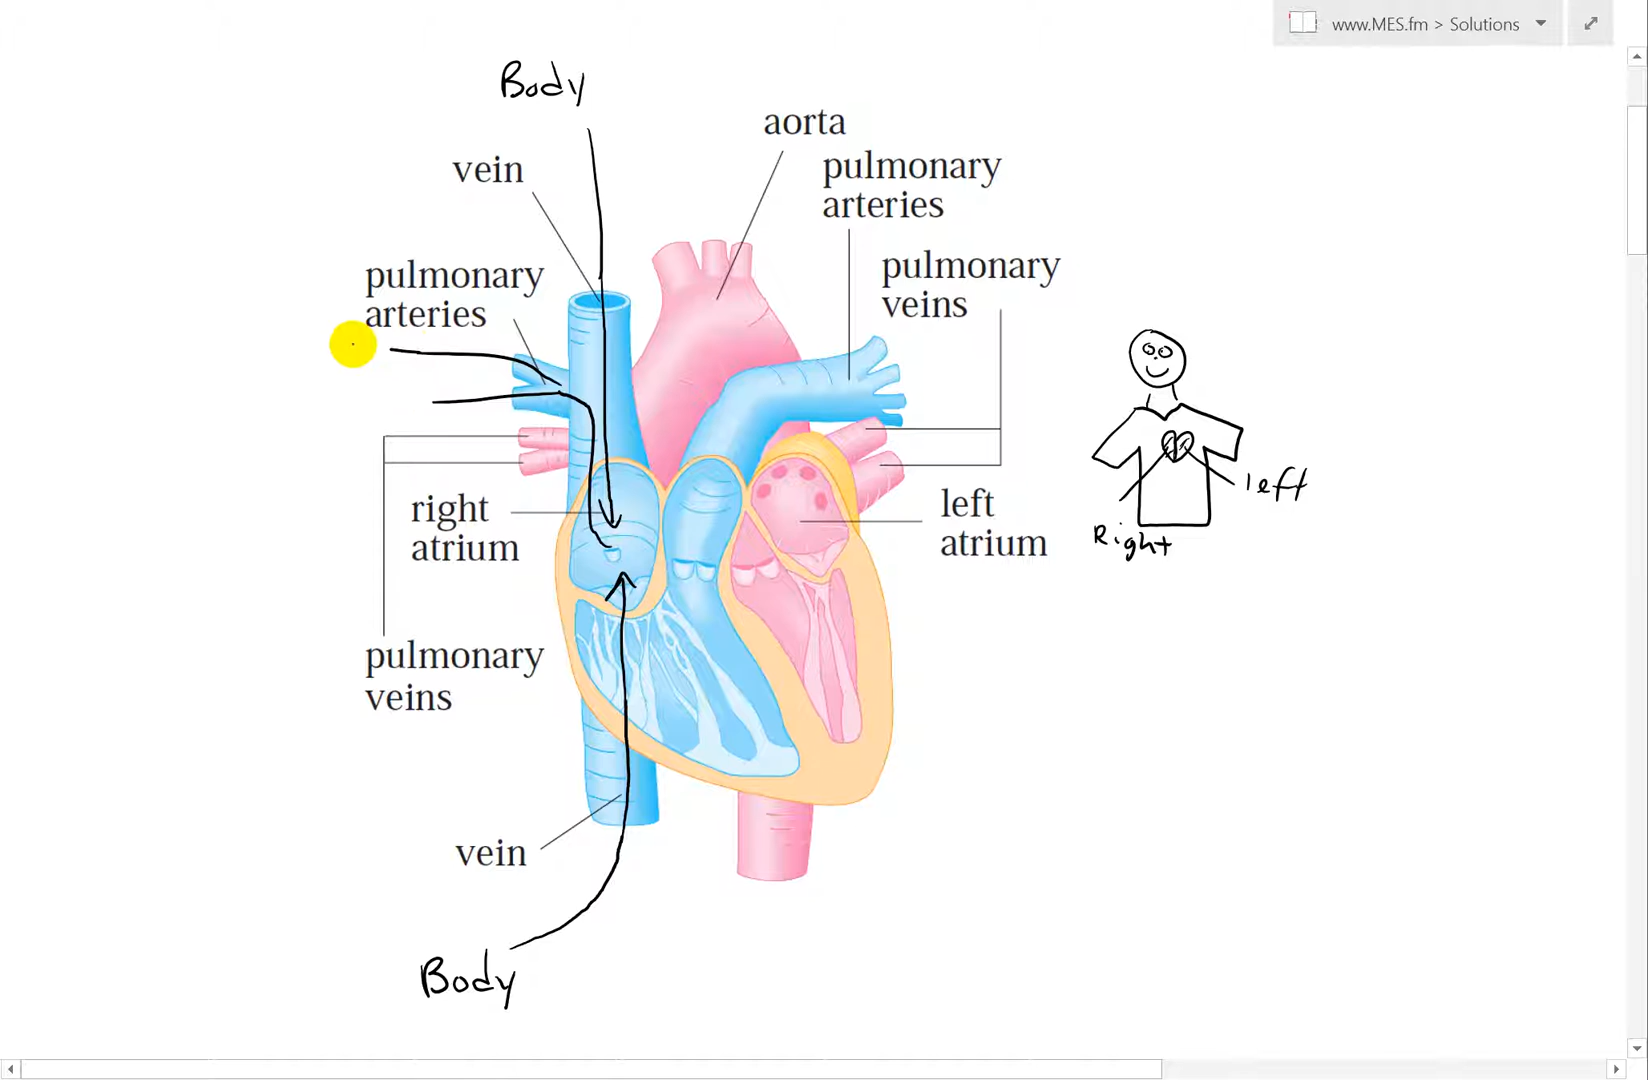 www.MES.fm > Solutions
Body
aorta
vein
pulmonary
arteries
pulmonary
arteries
pulmonary
veins
right
atrium
left
atrium
left
Right
pulmonary
veins
vein
Body